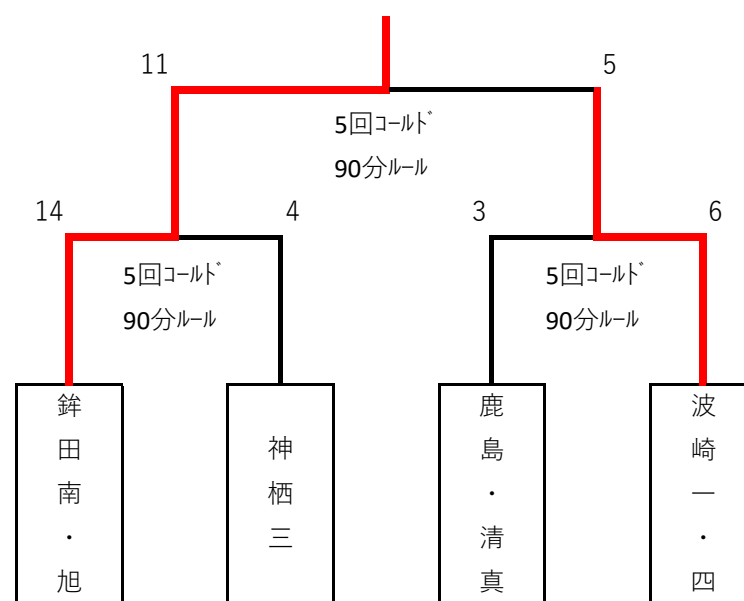 11
5
5回ｺｰﾙﾄﾞ
90分ﾙｰﾙ
14
4
3
6
5回ｺｰﾙﾄﾞ
90分ﾙｰﾙ
5回ｺｰﾙﾄﾞ
90分ﾙｰﾙ
鉾田南・旭
神栖三
鹿島・清真
波崎一・四